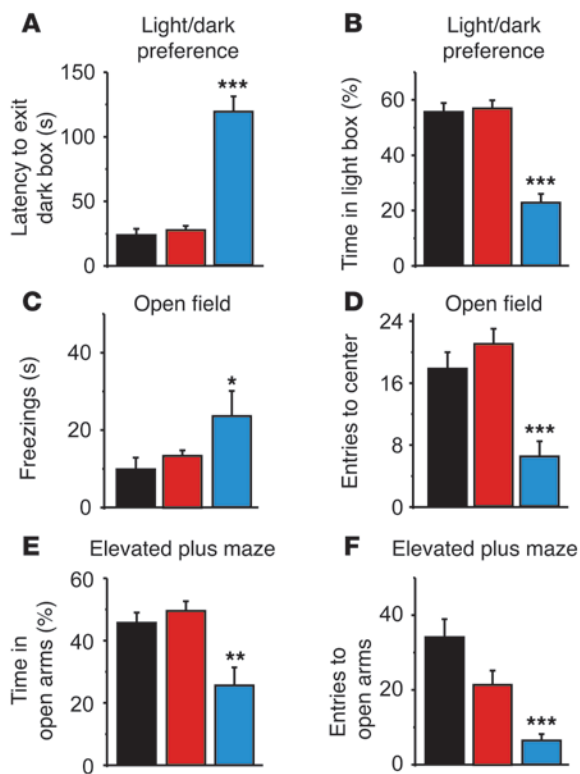 A
Light/dark
preference
Latency to exit
dark box (s)
150
100
50
0
***
B
Light/dark
preference
Time in light box (%)
60
40
20
0
***
C
Open field
Freezings (s)
40
20
0
*
D
Open field
Entries to center
24
16
8
0
***
E
Elevated plus maze
Time in
open arms (%)
60
40
20
0
**
F
Elevated plus maze
Entries to
open arms
40
20
0
***